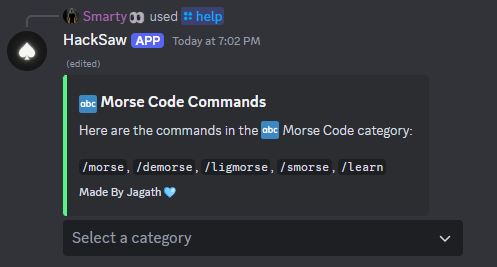 Smarty👀 used help
HackSaw APP Today at 7:02 PM
(edited)
abc Morse Code Commands
Here are the commands in the abc Morse Code category:
/morse, /demorse, /ligmorse, /smorse, /learn
Made By Jagath 🩵
Select a category